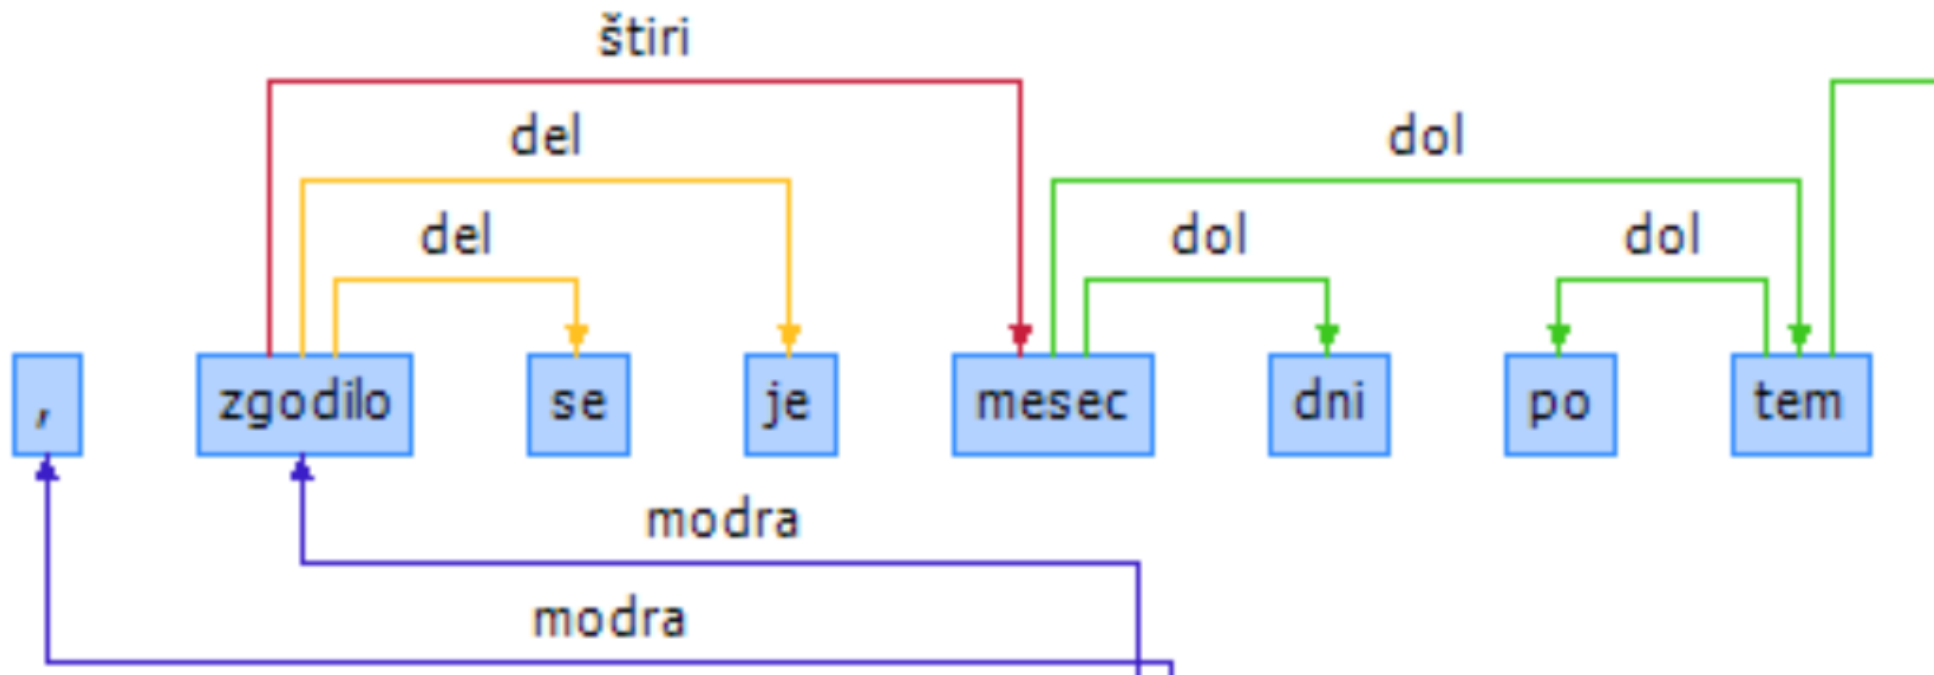 štiri
del dol
del dol dol
, zgodilo se je mesec dni po tem
modra
modra